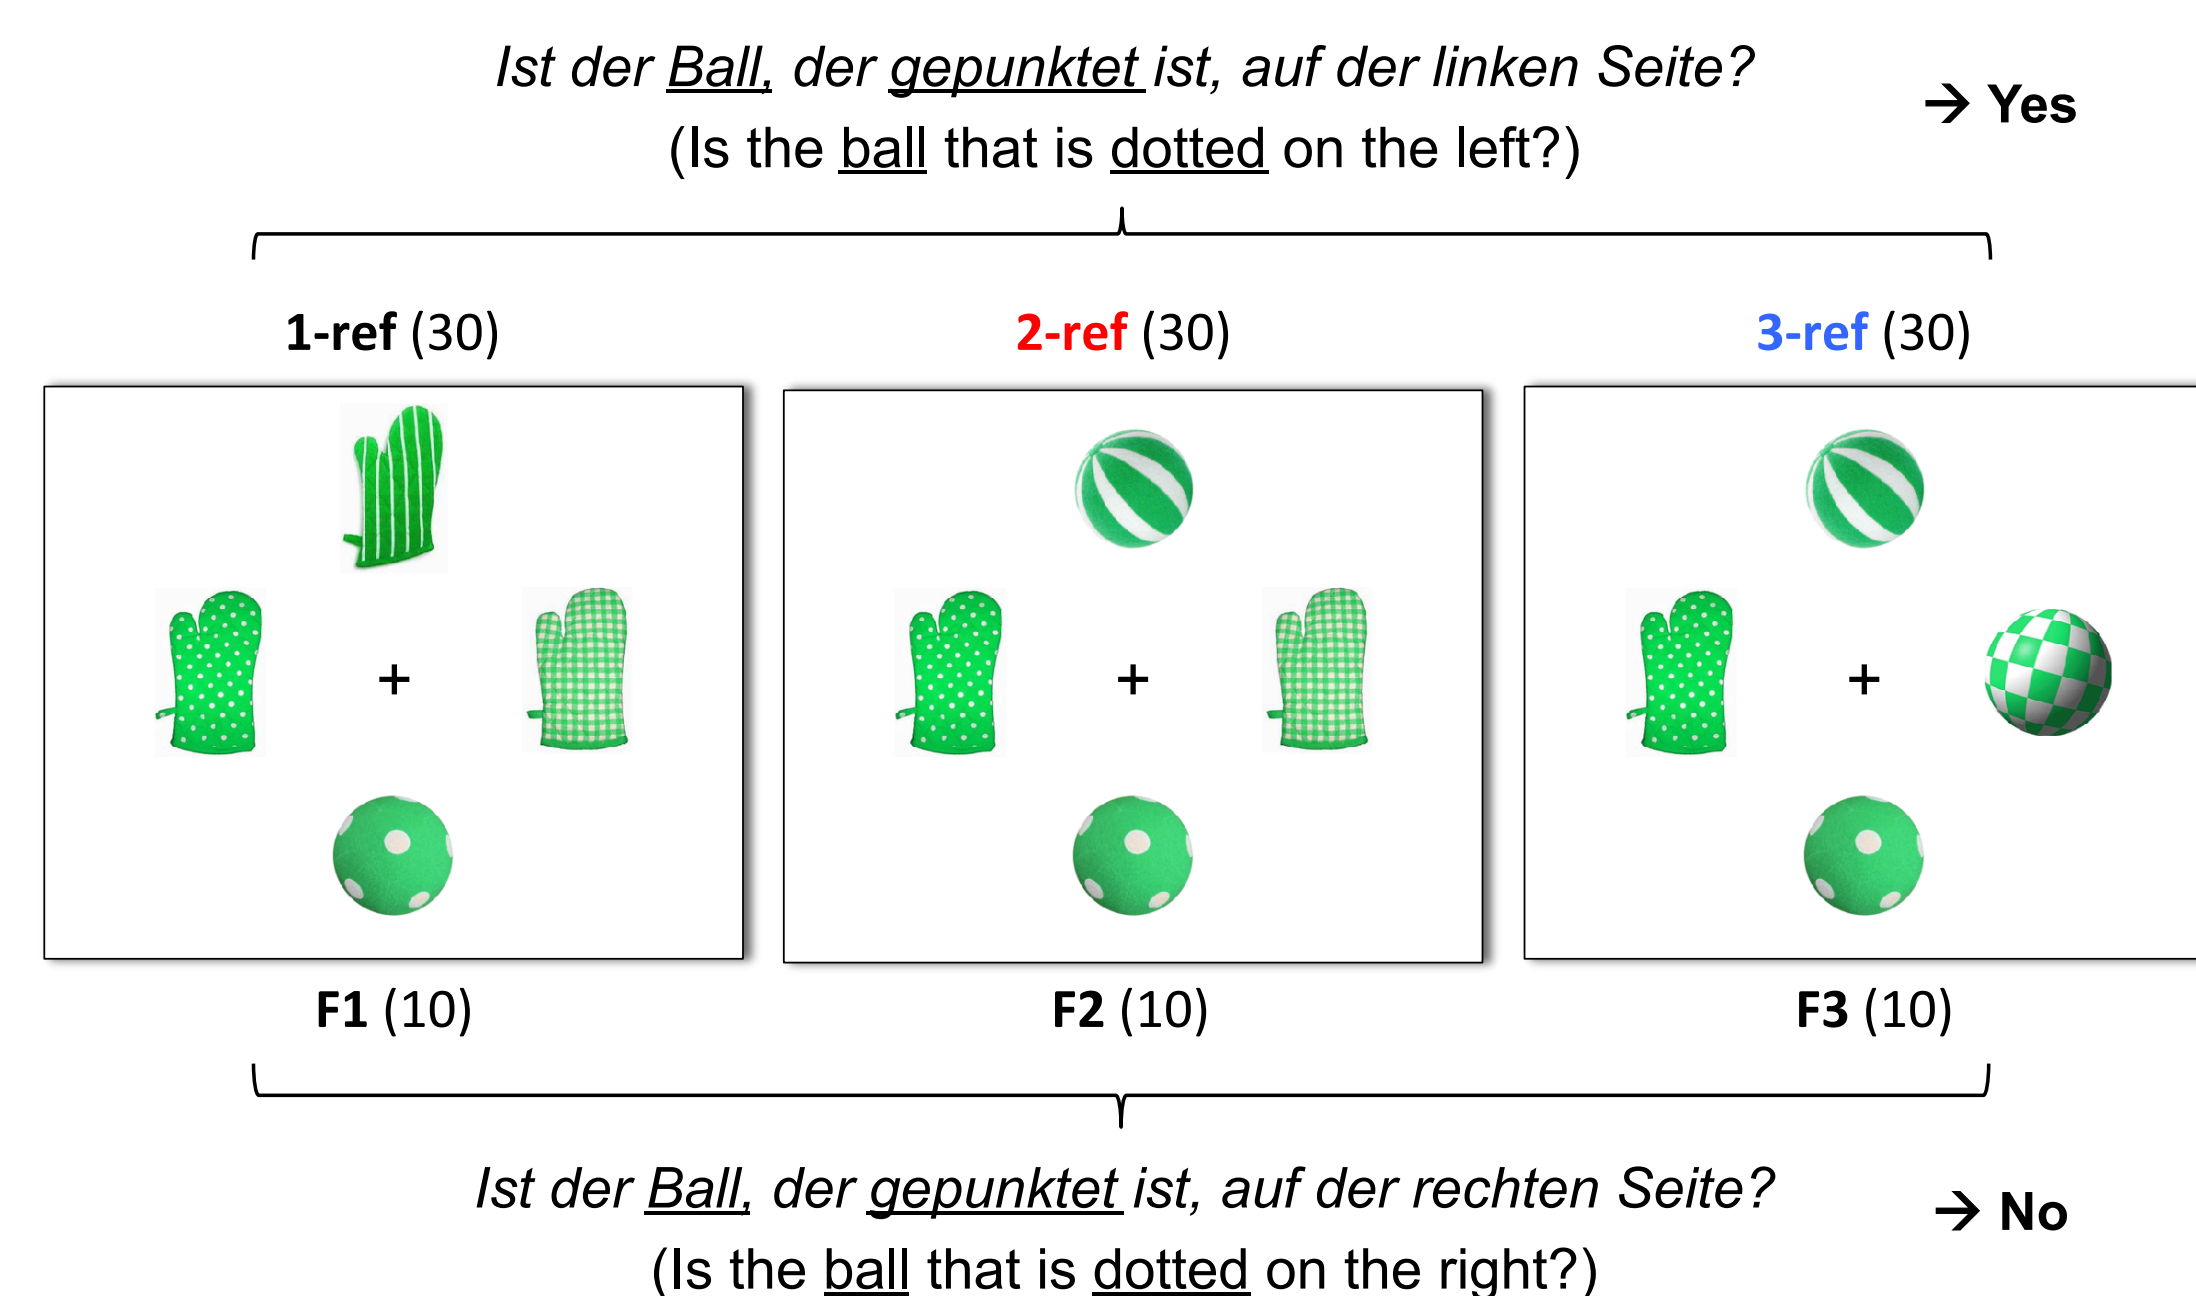 Ist der Ball, der gepunktet ist, auf der linken Seite?
→ Yes
(Is the ball that is dotted on the left?)
1-ref (30)
2-ref (30)
3-ref (30)
+
+
+
F1 (10)
F2 (10)
F3 (10)
Ist der Ball, der gepunktet ist, auf der rechten Seite?
→ No
(Is the ball that is dotted on the right?)